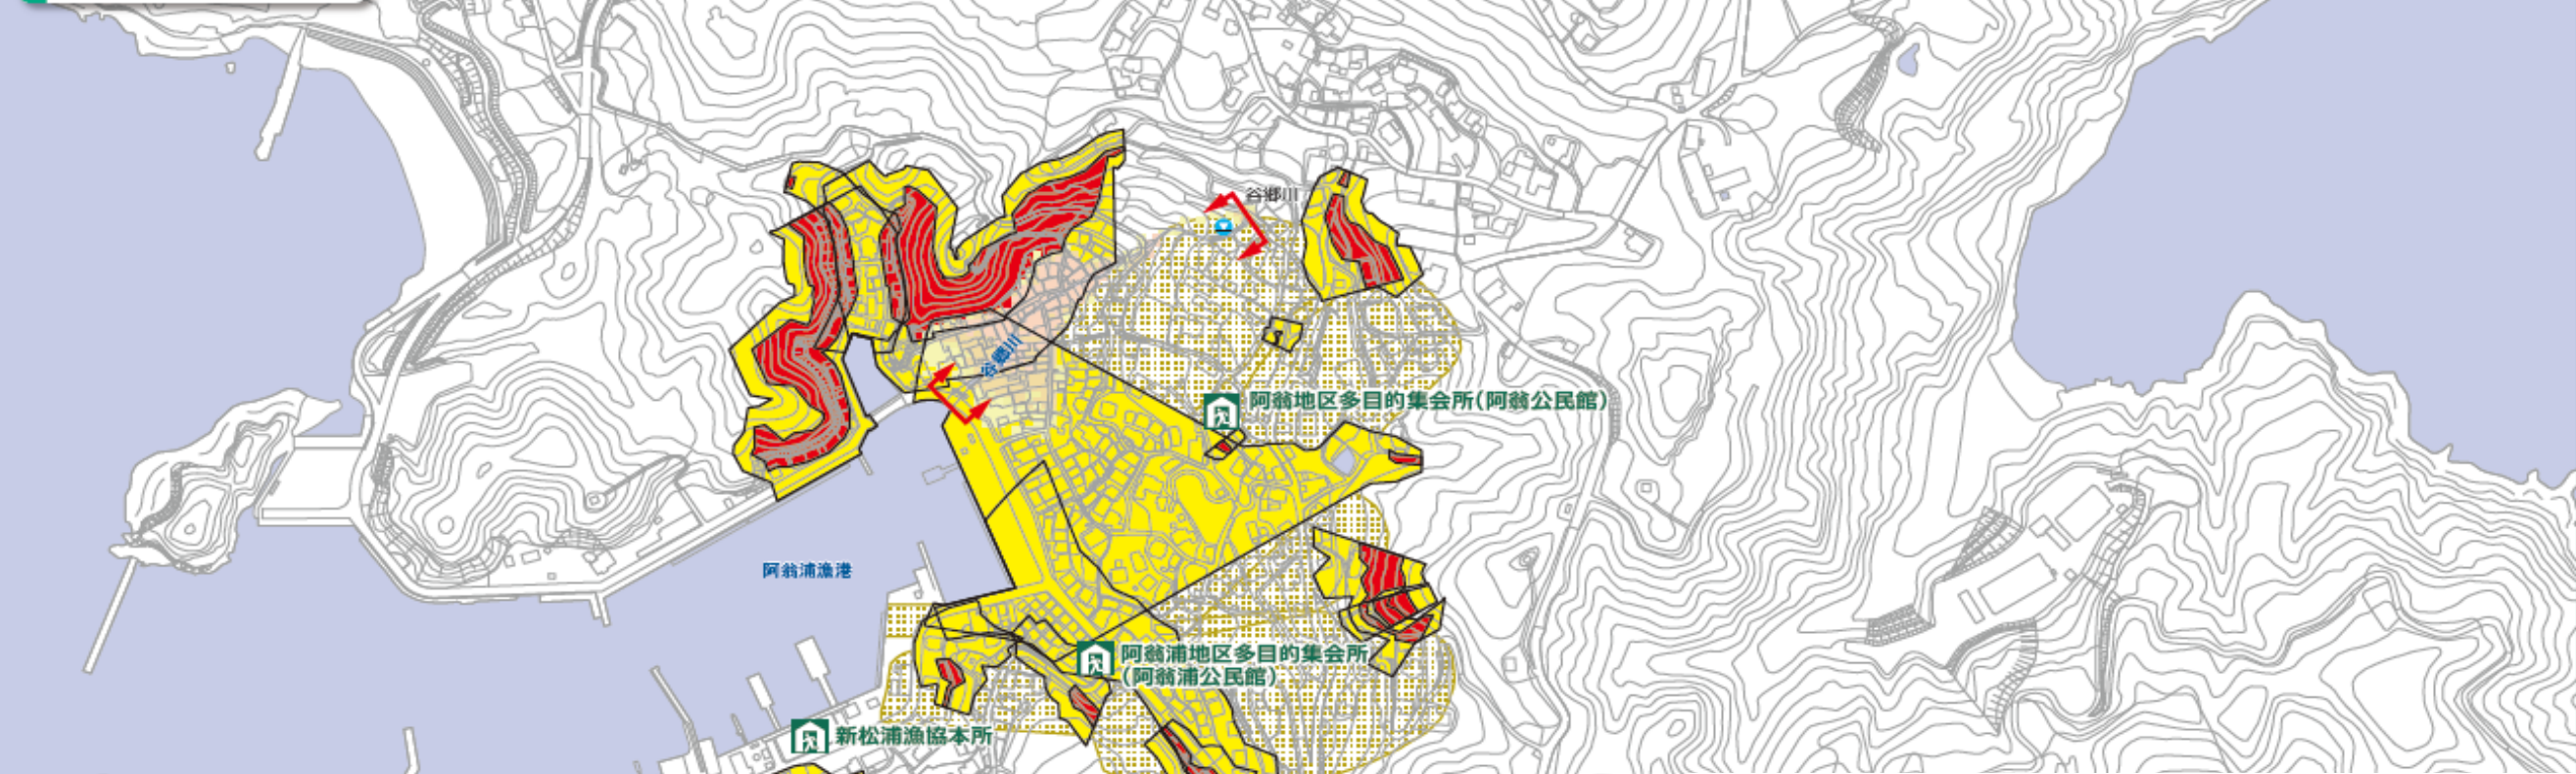 谷郷川
谷郷川
阿翁地区多目的集会所(阿翁公民館)
阿翁浦漁港
阿翁浦地区多目的集会所
(阿翁浦公民館)
新松浦漁協本所